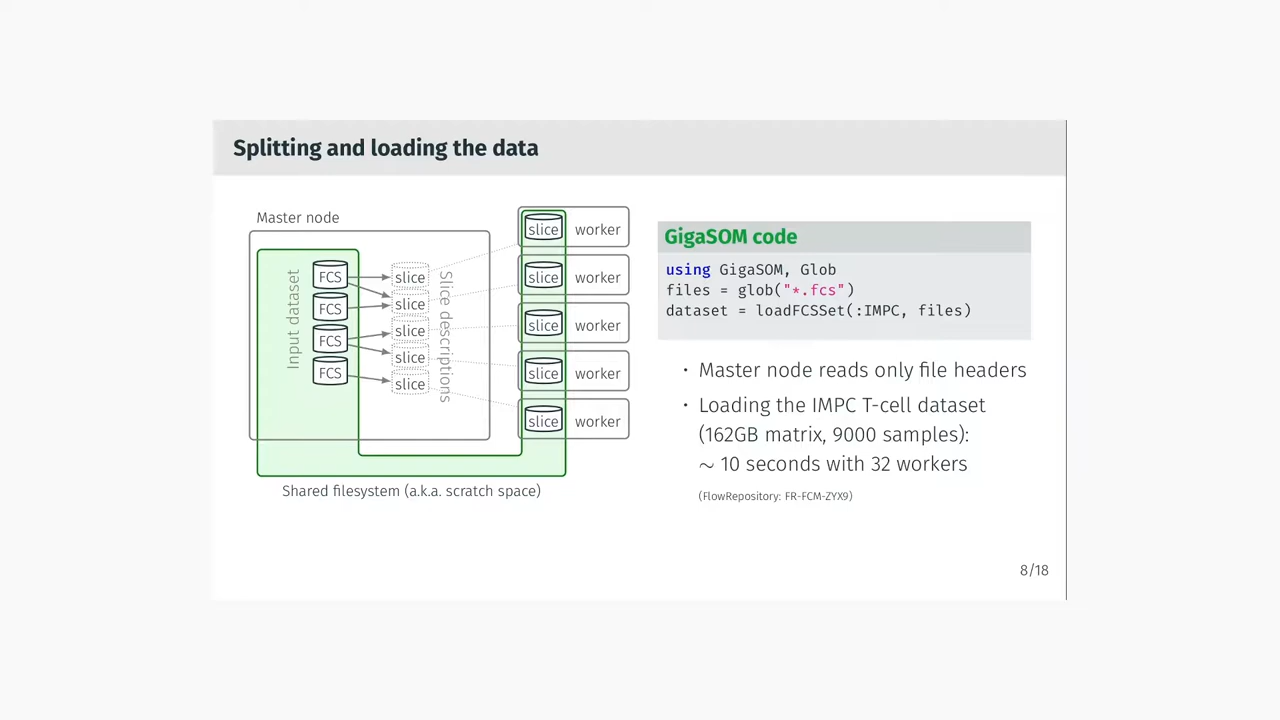 Splitting and loading the data
Master node
Input dataset
FCS
FCS
FCS
FCS
slice
slice
slice
slice
slice
Slice descriptions
slice worker
slice worker
slice worker
slice worker
slice worker
Shared filesystem (a.k.a. scratch space)
GigaSOM code
using GigaSOM, Glob
files = glob("*.fcs")
dataset = loadFCSSet(:IMPC, files)
• Master node reads only file headers
• Loading the IMPC T-cell dataset
(162GB matrix, 9000 samples):
∼ 10 seconds with 32 workers
(FlowRepository: FR-FCM-ZYX9)
8/18